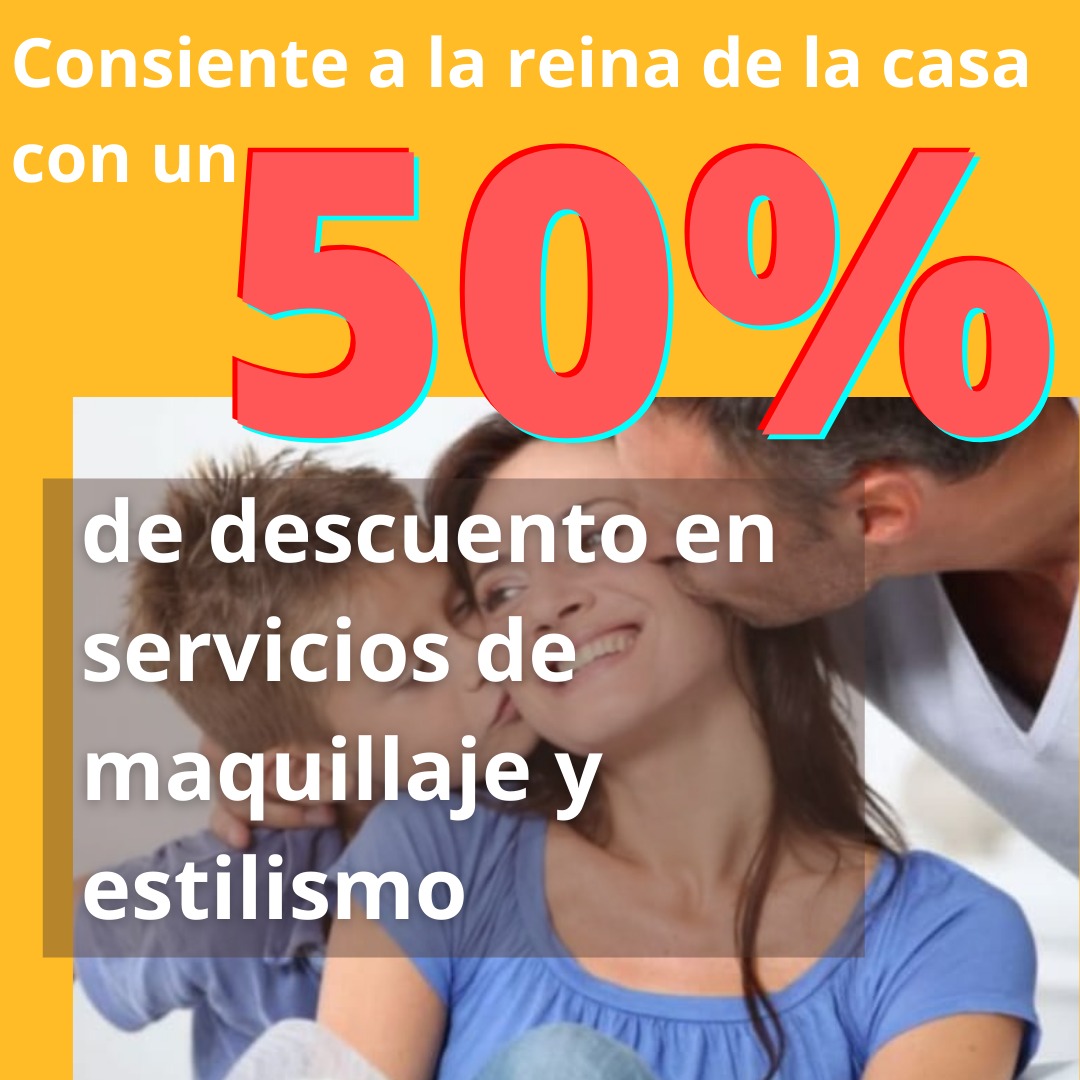 Consiente a la reina de la casa
con un
50%
de descuento en
servicios de
maquillaje y
estilismo